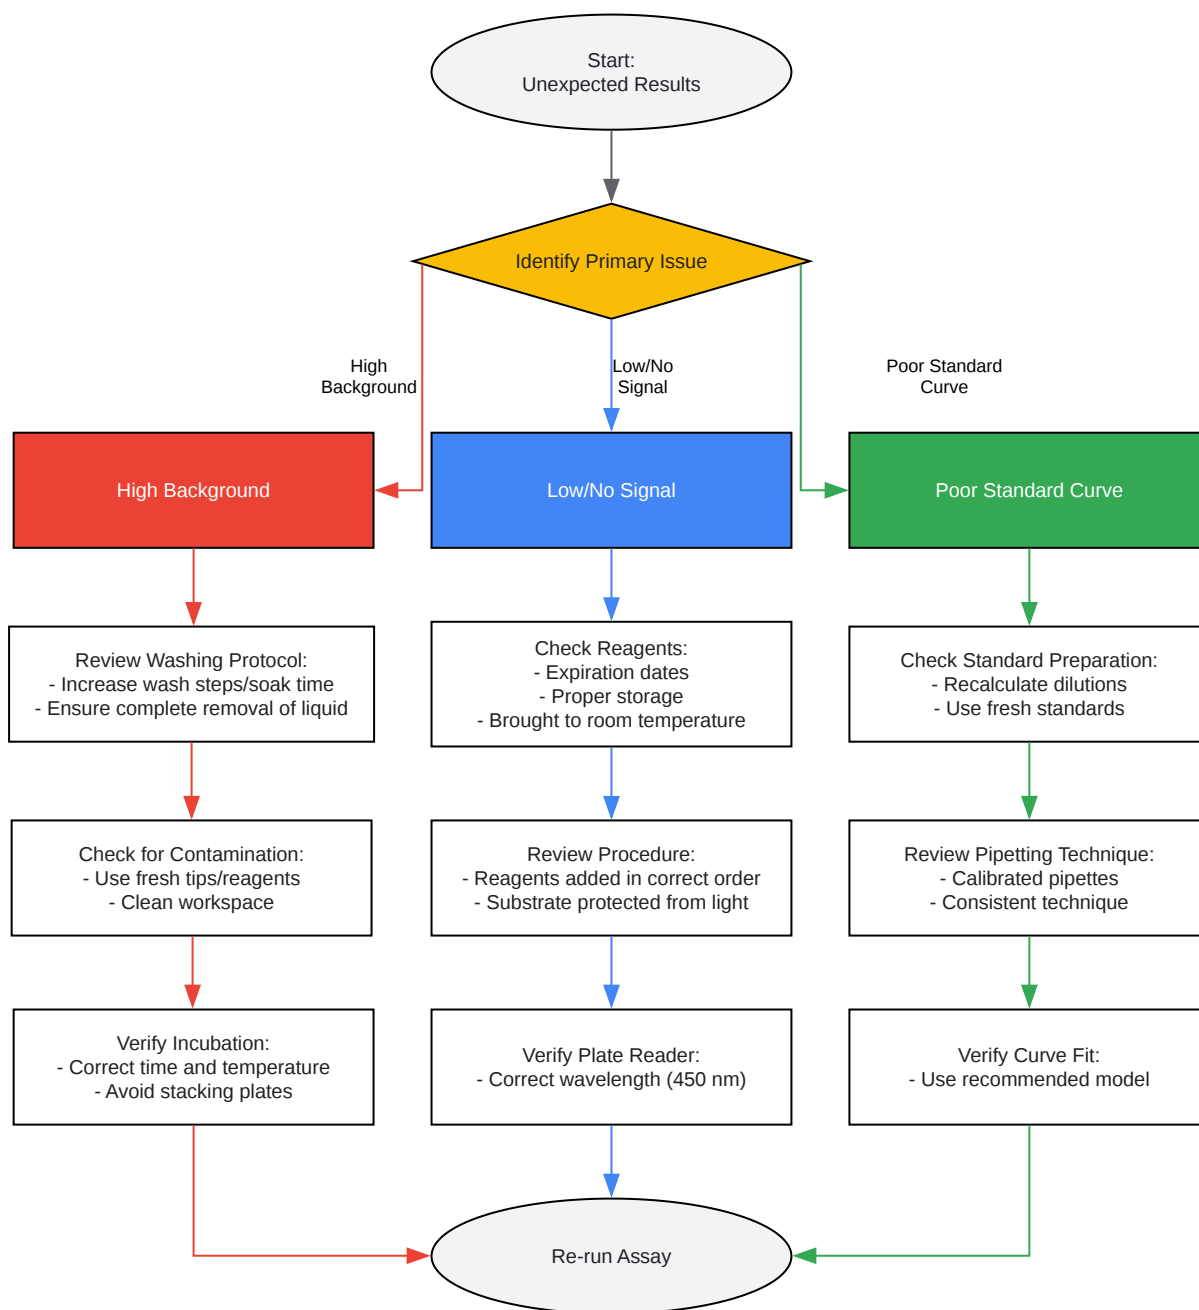 Start:
Unexpected Results
Identify Primary Issue
High
Background
Low/No
Signal
Poor Standard
Curve
High Background
Low/No Signal
Poor Standard Curve
Review Washing Protocol:
- Increase wash steps/soak time
- Ensure complete removal of liquid
Check Reagents:
- Expiration dates
- Proper storage
- Brought to room temperature
Check Standard Preparation:
- Recalculate dilutions
- Use fresh standards
Check for Contamination:
- Use fresh tips/reagents
- Clean workspace
Review Procedure:
- Reagents added in correct order
- Substrate protected from light
Review Pipetting Technique:
- Calibrated pipettes
- Consistent technique
Verify Incubation:
- Correct time and temperature
- Avoid stacking plates
Verify Plate Reader:
- Correct wavelength (450 nm)
Verify Curve Fit:
- Use recommended model
Re-run Assay